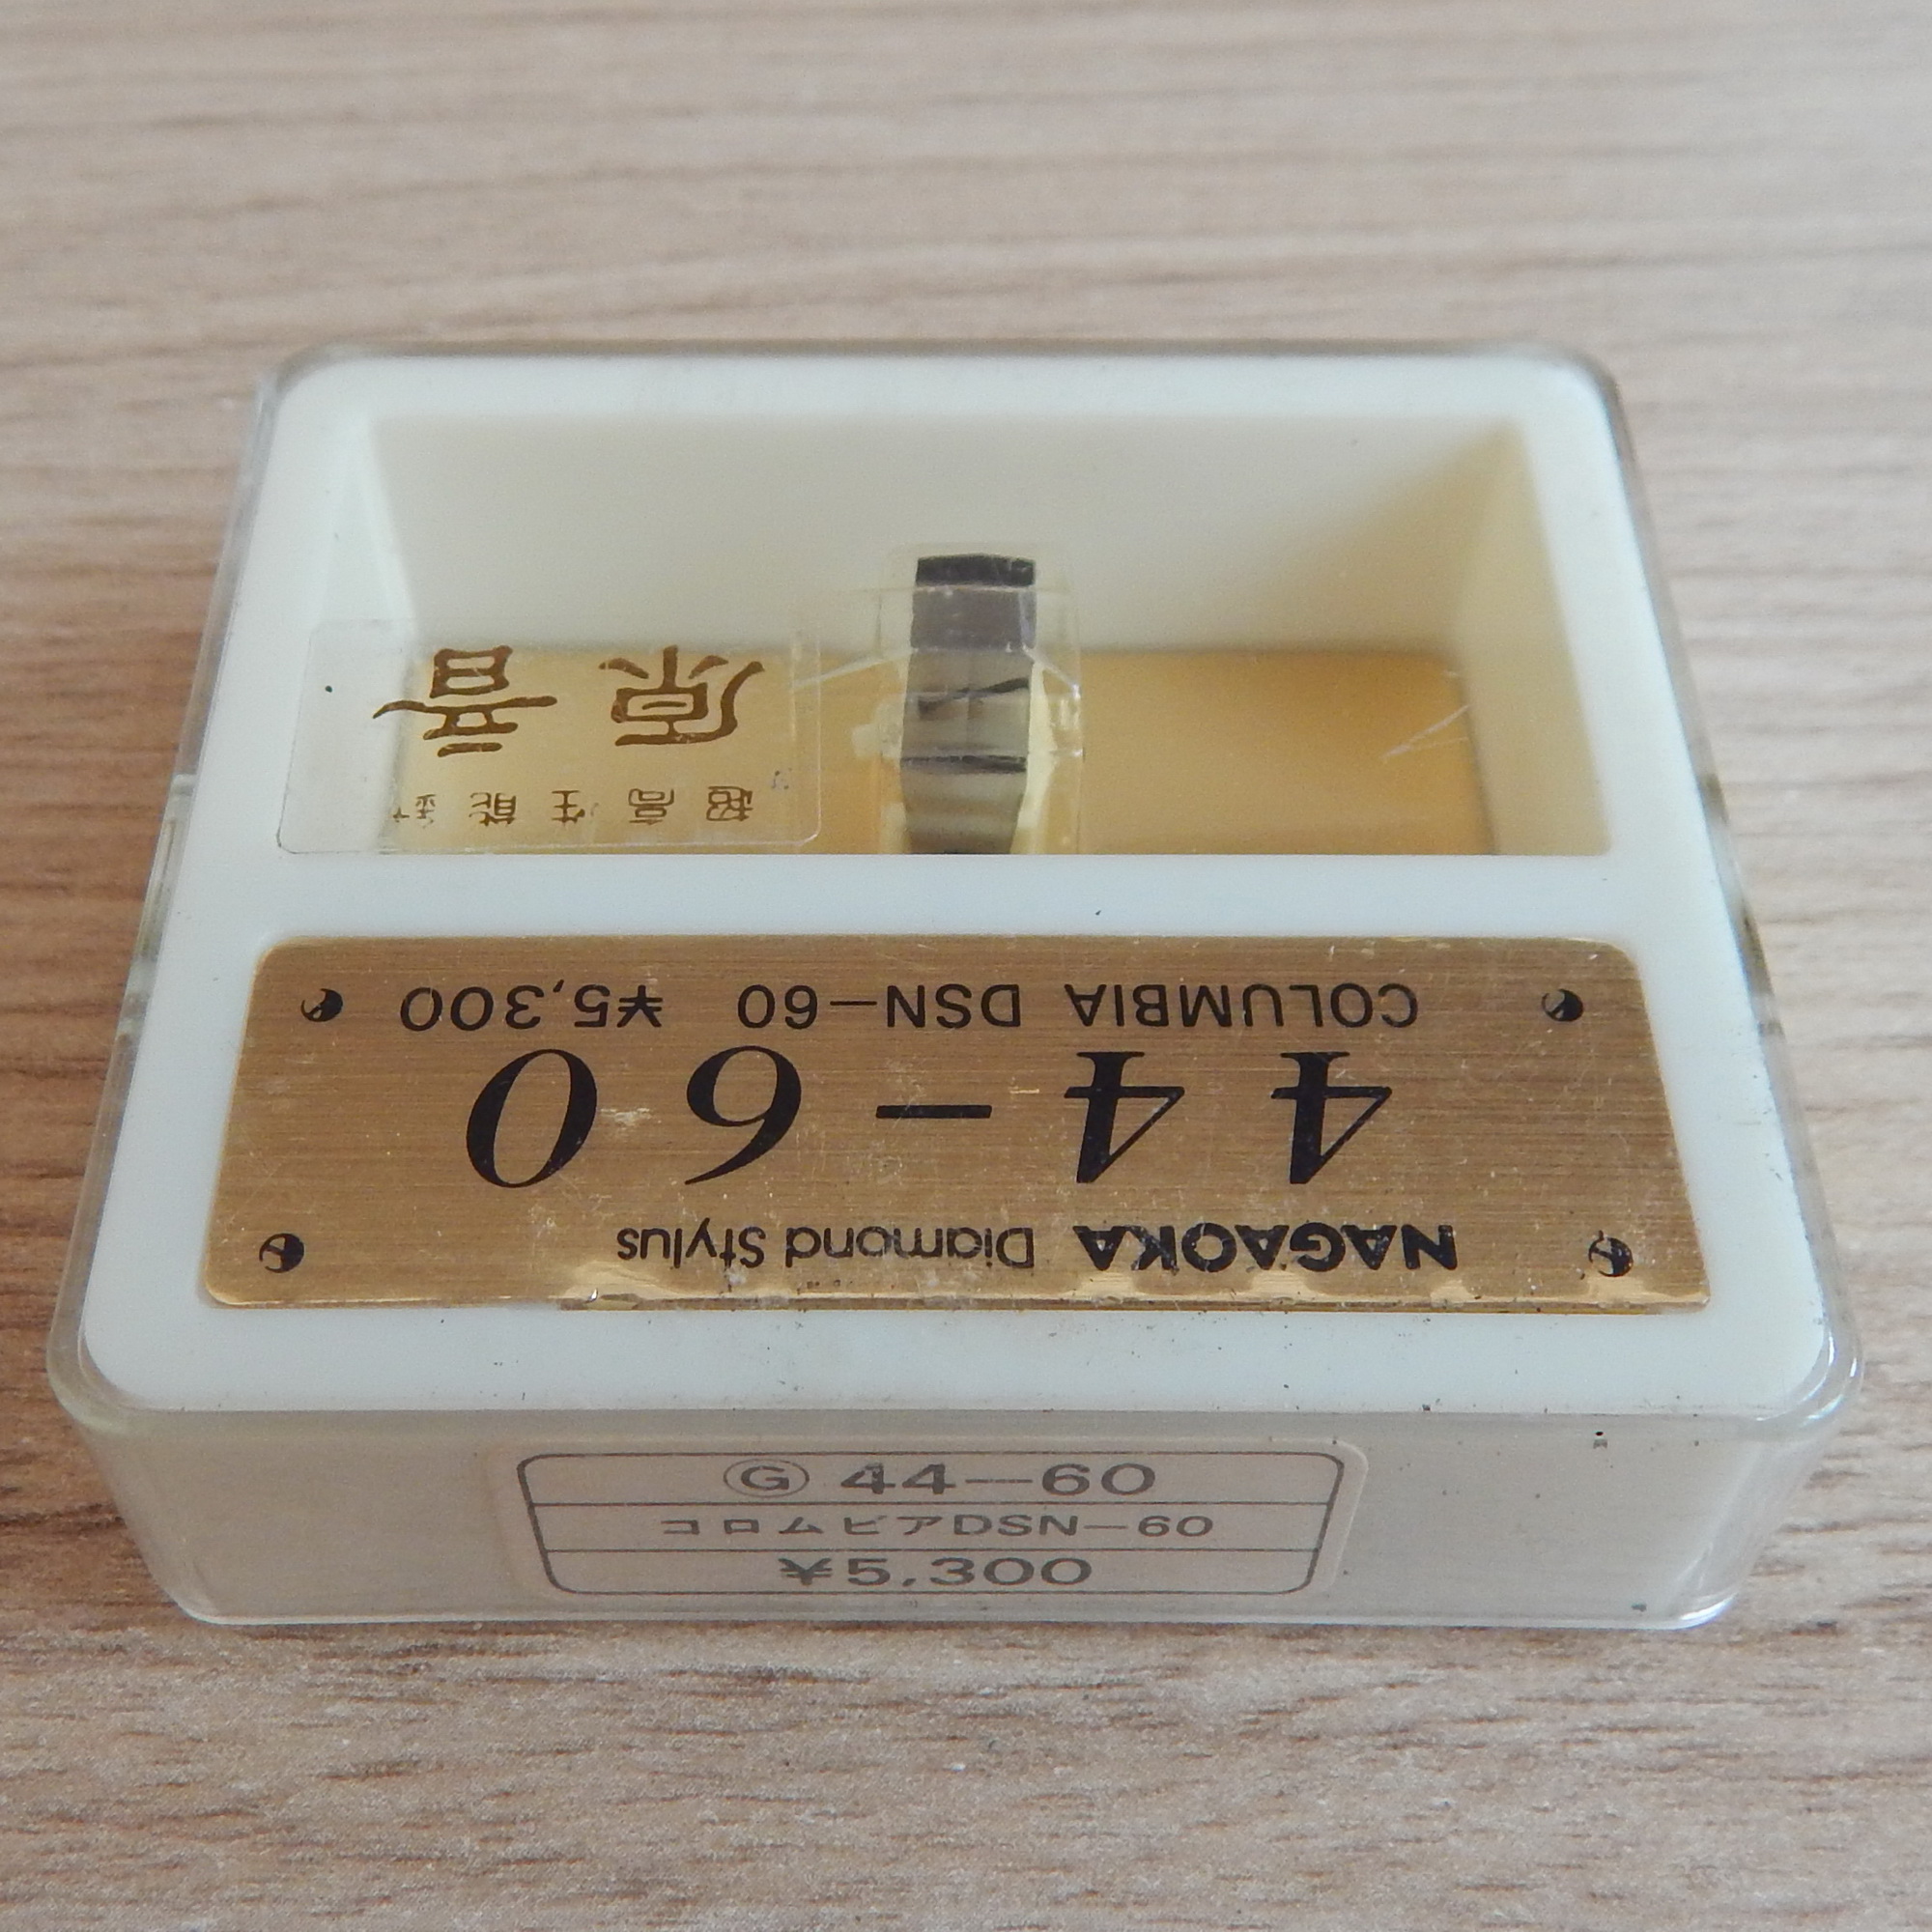 原音
超高性能針
NAGAOKA Diamond Stylus
44-60
COLUMBIA DSN-60 ¥5,300
Ⓖ 44-60
コロムビアDSN-60
¥5,300